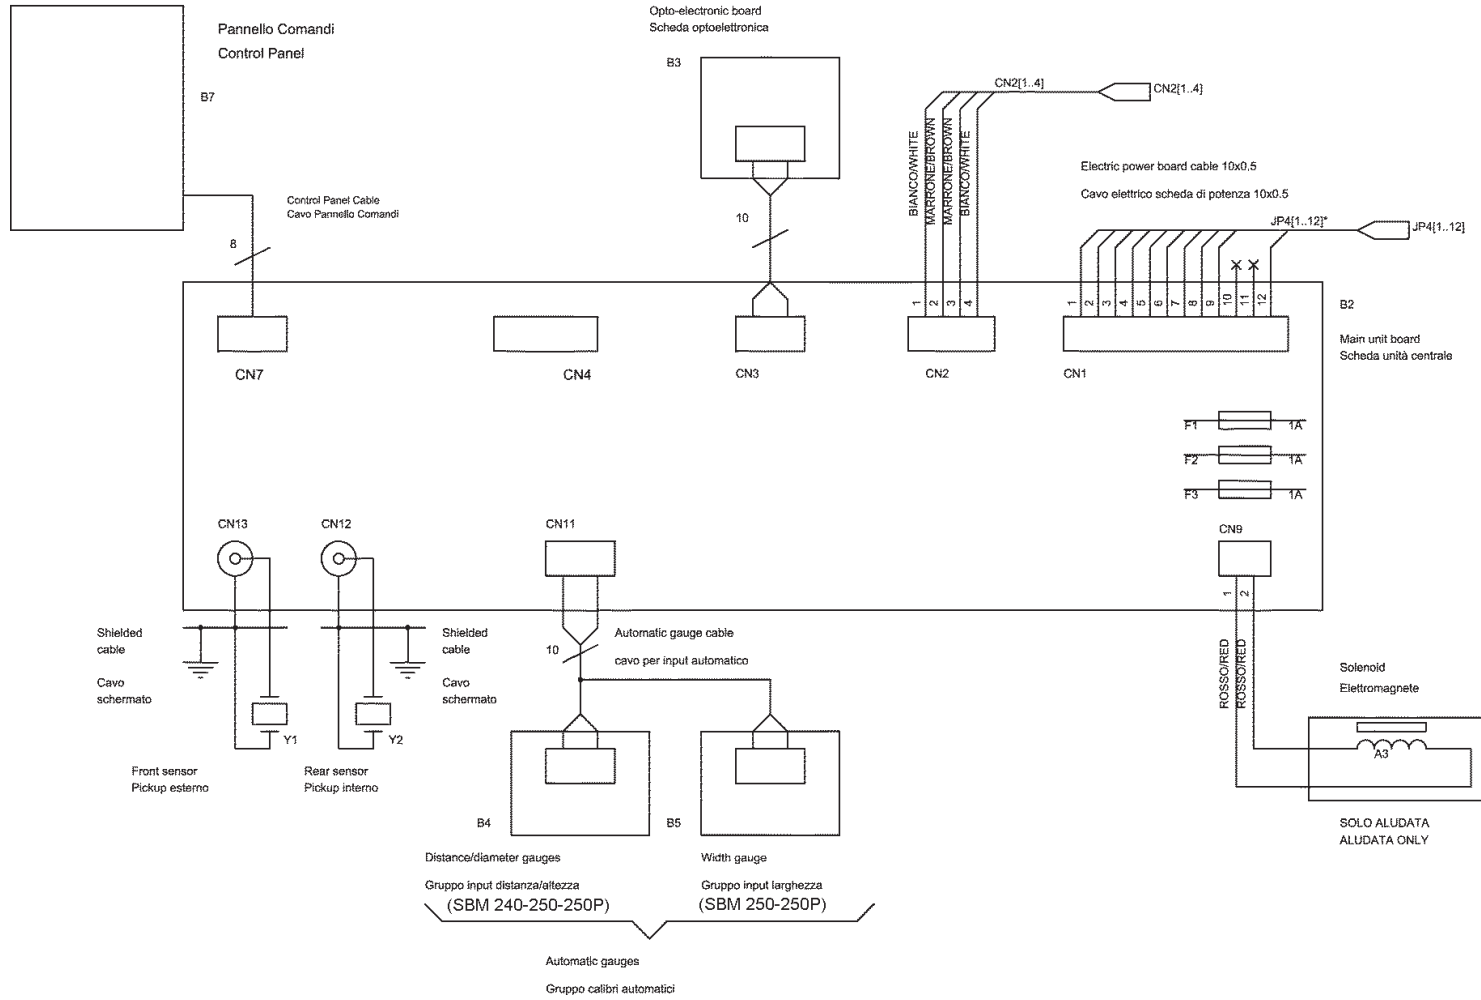 Pannello Comandi
Control Panel
B7
Control Panel Cable
Cavo Pannello Comandi
8
Opto-electronic board
Scheda optoelettronica
B3
10
CN2[1..4]
CN2[1..4]
BIANCO/WHITE
MARRONE/BROWN
MARRONE/BROWN
BIANCO/WHITE
Electric power board cable 10x0,5
Cavo elettrico scheda di potenza 10x0.5
JP4[1..12]*
JP4[1..12]
1
2
3
4
1
2
3
4
5
6
7
8
9
10
11
12
B2
Main unit board
Scheda unità centrale
CN7
CN4
CN3
CN2
CN1
F1
1A
F2
1A
F3
1A
CN13
CN12
CN11
CN9
1
2
Shielded
cable
Cavo
schermato
Shielded
cable
Cavo
schermato
10
Automatic gauge cable
cavo per input automatico
ROSSO/RED
ROSSO/RED
Solenoid
Elettromagnete
A3
SOLO ALUDATA
ALUDATA ONLY
Y1
Y2
Front sensor
Pickup esterno
Rear sensor
Pickup interno
B4
B5
Distance/diameter gauges
Gruppo input distanza/altezza
(SBM 240-250-250P)
Width gauge
Gruppo input larghezza
(SBM 250-250P)
Automatic gauges
Gruppo calibri automatici